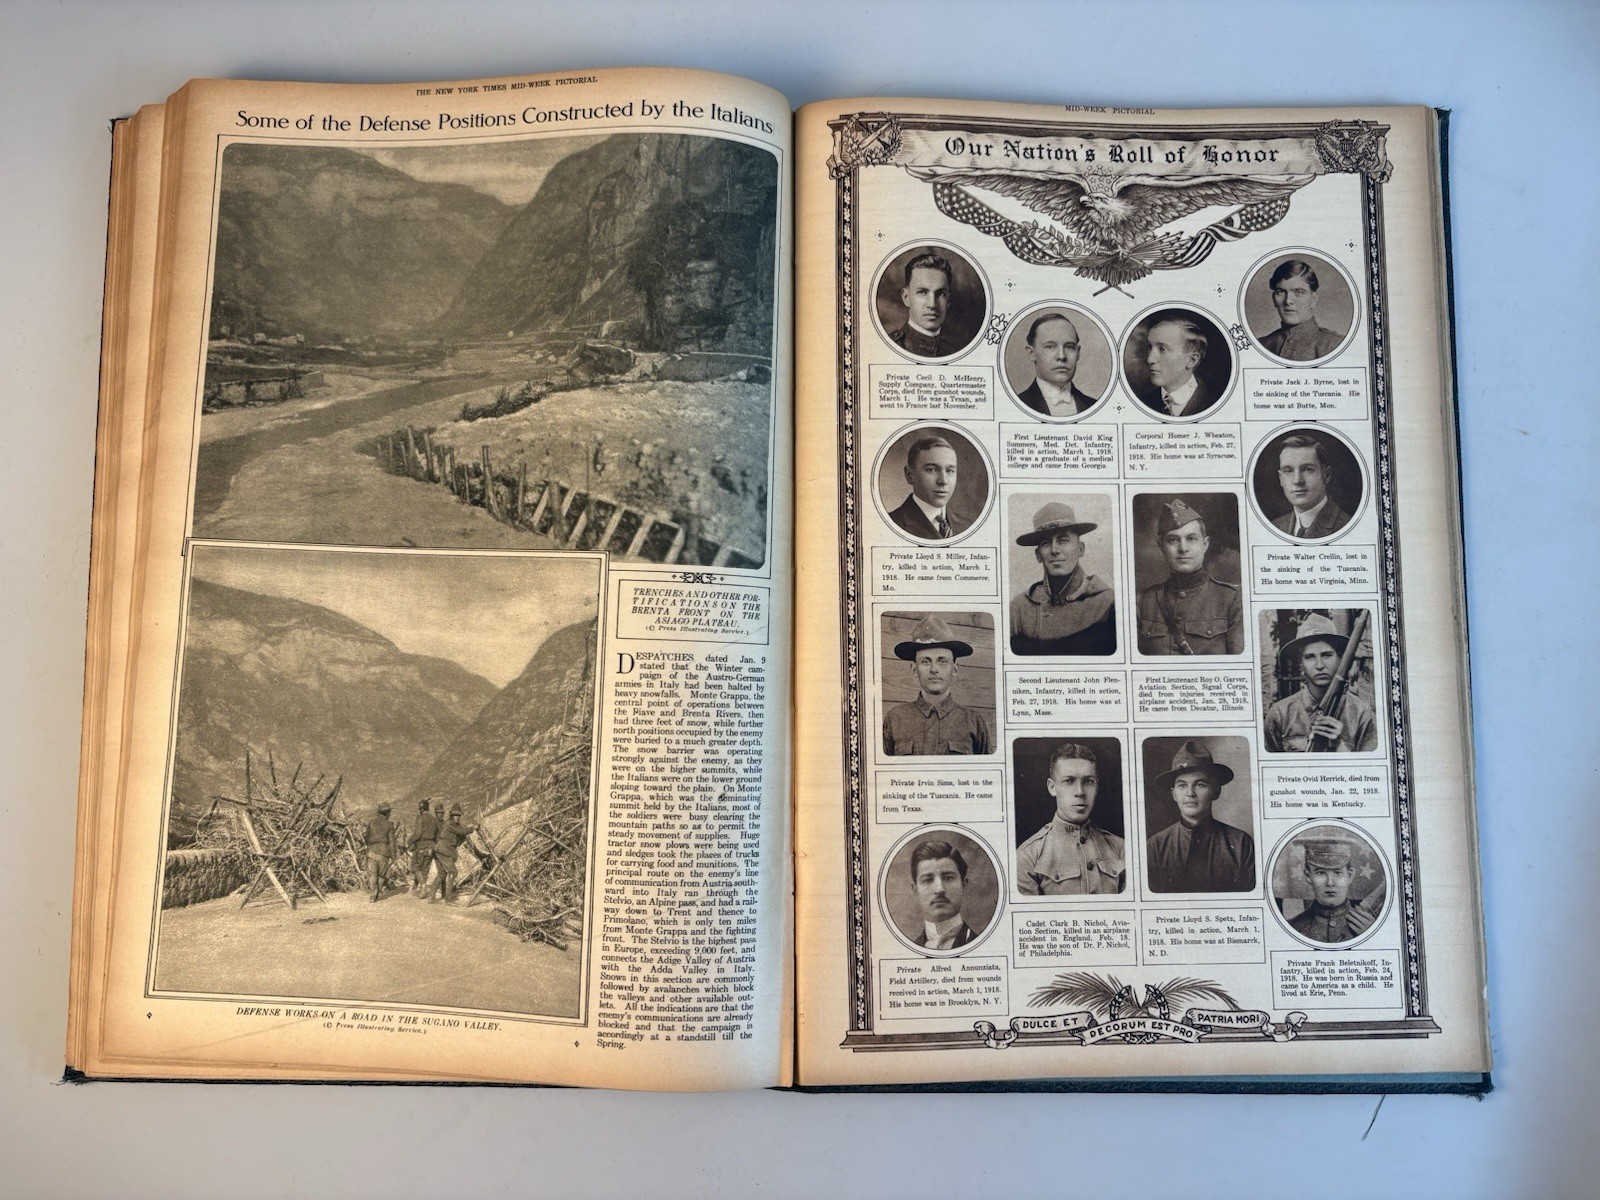 THE NEW YORK TIMES MID-WEEK PICTORIAL
Some of the Defense Positions Constructed by the Italians
TRENCHES AND OTHER FOR-
TIFICATIONS ON THE
BRENTA FRONT ON THE
ASIAGO PLATEAU.
(© Press Illustrating Service.)
DESPATCHES dated Jan. 9
stated that the Winter cam-
paign of the Austro-German
armies in Italy had been halted by
heavy snowfalls. Monte Grappa, the
central point of operations between
the Piave and Brenta Rivers, then
had three feet of snow, while further
north positions occupied by the enemy
were buried to a much greater depth.
The snow barrier was operating
strongly against the enemy, as they
were on the higher summits, while
the Italians were on the lower ground
sloping toward the plain. On Monte
Grappa, which was the dominating
summit held by the Italians, most of
the soldiers were busy clearing the
mountain paths so as to permit the
steady movement of supplies. Huge
tractor snow plows were being used
and sledges took the places of trucks
for carrying food and munitions. The
principal route on the enemy's line
of communication from Austria south-
ward into Italy ran through the
Stelvio, an Alpine pass, and had a rail-
way down to Trent and thence to
Primolano, which is only ten miles
from Monte Grappa and the fighting
front. The Stelvio is the highest pass
in Europe, exceeding 9,000 feet, and
connects the Adige Valley of Austria
with the Adda Valley in Italy.
Snows in this section are commonly
followed by avalanches which block
the valleys and other available out-
lets. All the indications are that the
enemy's communications are already
blocked and that the campaign is
accordingly at a standstill till the
Spring.
DEFENSE WORKS ON A ROAD IN THE SUGANO VALLEY.
(© Press Illustrating Service.)
MID-WEEK PICTORIAL
Our Nation's Roll of Honor
Private Cecil D. McHenry,
Supply Company, Quartermaster
Corps, died from gunshot wounds,
March 1. He was a Texan, and
went to France last November.
First Lieutenant David King
Summers, Med. Det. Infantry,
killed in action, March 1, 1918.
He was a graduate of a medical
college and came from Georgia
Corporal Homer J. Wheaton,
Infantry, killed in action, Feb. 27,
1918. His home was at Syracuse,
N. Y.
Private Jack J. Byrne, lost in
the sinking of the Tuscania. His
home was at Butte, Mon.
Private Lloyd S. Miller, Infan-
try, killed in action, March 1,
1918. He came from Commerce,
Mo.
Private Walter Crellin, lost in
the sinking of the Tuscania.
His home was at Virginia, Minn.
Second Lieutenant John Flen-
niken, Infantry, killed in action,
Feb. 27, 1918. His home was at
Lynn, Mass.
First Lieutenant Roy O. Garver,
Aviation Section, Signal Corps,
died from injuries received in
airplane accident, Jan. 28, 1918.
He came from Decatur, Illinois
Private Irvin Sims, lost in the
sinking of the Tuscania. He came
from Texas.
Private Ovid Herrick, died from
gunshot wounds, Jan. 22, 1918.
His home was in Kentucky.
Cadet Clark B. Nichol, Avia-
tion Section, killed in an airplane
accident in England, Feb. 18.
He was the son of Dr. P. Nichol,
of Philadelphia.
Private Lloyd S. Spetz, Infan-
try, killed in action, March 1,
1918. His home was at Bismarck,
N. D.
Private Alfred Annunziata,
Field Artillery, died from wounds
received in action, March 1, 1918.
His home was in Brooklyn, N. Y.
Private Frank Beletnikoff, In-
fantry, killed in action, Feb. 24,
1918. He was born in Russia and
came to America as a child. He
lived at Erie, Penn.
DULCE ET DECORUM EST PRO PATRIA MORI